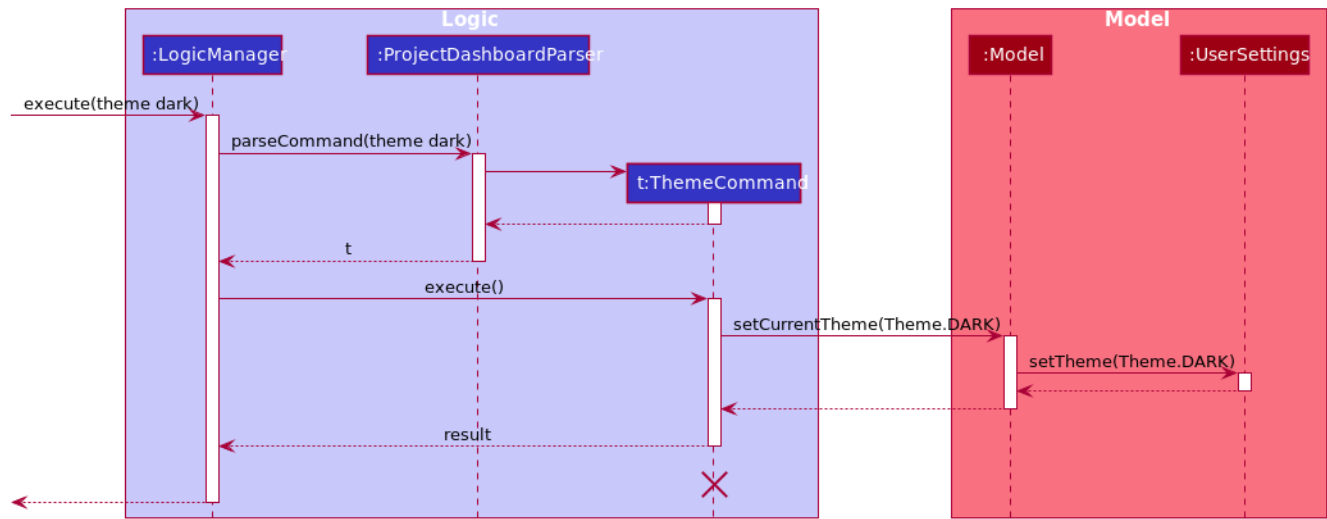 Logic
Model
:LogicManager
:ProjectDashboardParser
:Model
:UserSettings
execute(theme dark)
parseCommand(theme dark)
t:ThemeCommand
t
execute()
setCurrentTheme(Theme.DARK)
setTheme(Theme.DARK)
result